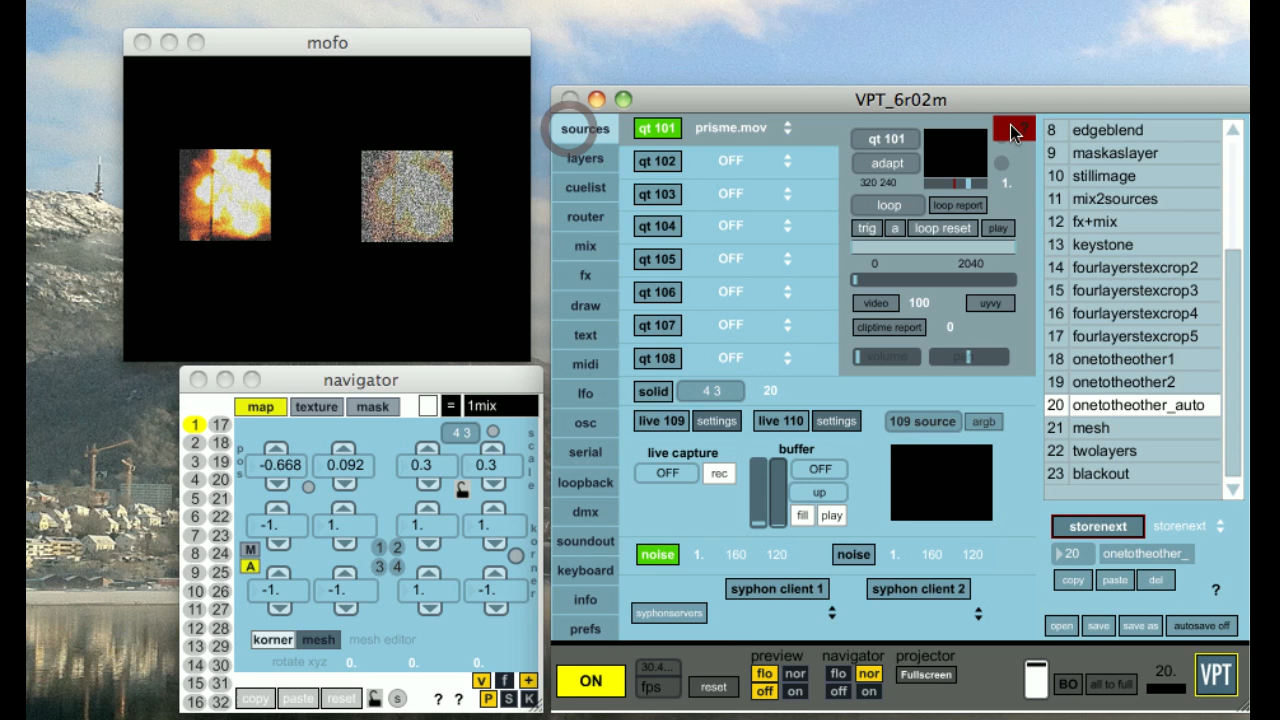 mofo
VPT_6r02m
sources
layers
cuelist
router
mix
fx
draw
text
midi
lfo
osc
serial
loopback
dmx
soundout
keyboard
info
prefs
qt 101 prisme.mov
qt 102 OFF
qt 103 OFF
qt 104 OFF
qt 105 OFF
qt 106 OFF
qt 107 OFF
qt 108 OFF
qt 101
adapt
320 240 1.
loop loop report
trig a loop reset play
0 2040
video 100 uyvy
cliptime report 0
volume
solid 4 3 20
live 109 settings live 110 settings 109 source argb
live capture buffer
OFF rec OFF
up
fill play
noise 1. 160 120 noise 1. 160 120
syphon client 1 syphon client 2
syphonservers
8 edgeblend
9 maskaslayer
10 stillimage
11 mix2sources
12 fx+mix
13 keystone
14 fourlayerstexcrop2
15 fourlayerstexcrop3
16 fourlayerstexcrop4
17 fourlayerstexcrop5
18 onetotheother1
19 onetotheother2
20 onetotheother_auto
21 mesh
22 twolayers
23 blackout
storenext storenext
20 onetotheother_
copy paste del
?
open save save as autosave off
navigator
map texture mask = 1mix
4 3
pos scale
-0.668 0.092 0.3 0.3
-1. 1. 1. 1.
korner
M 1 2
A 3 4
-1. -1. 1. -1.
korner mesh mesh editor
rotate xyz 0. 0. 0.
v f +
copy paste reset s ? ? P S K
1 17
2 18
3 19
4 20
5 21
6 22
7 23
8 24
9 25
10 26
11 27
12 28
13 29
14 30
15 31
16 32
ON
30.4...
fps
reset
preview navigator projector
flo nor flo nor Fullscreen
off on off on
BO all to full 20. VPT